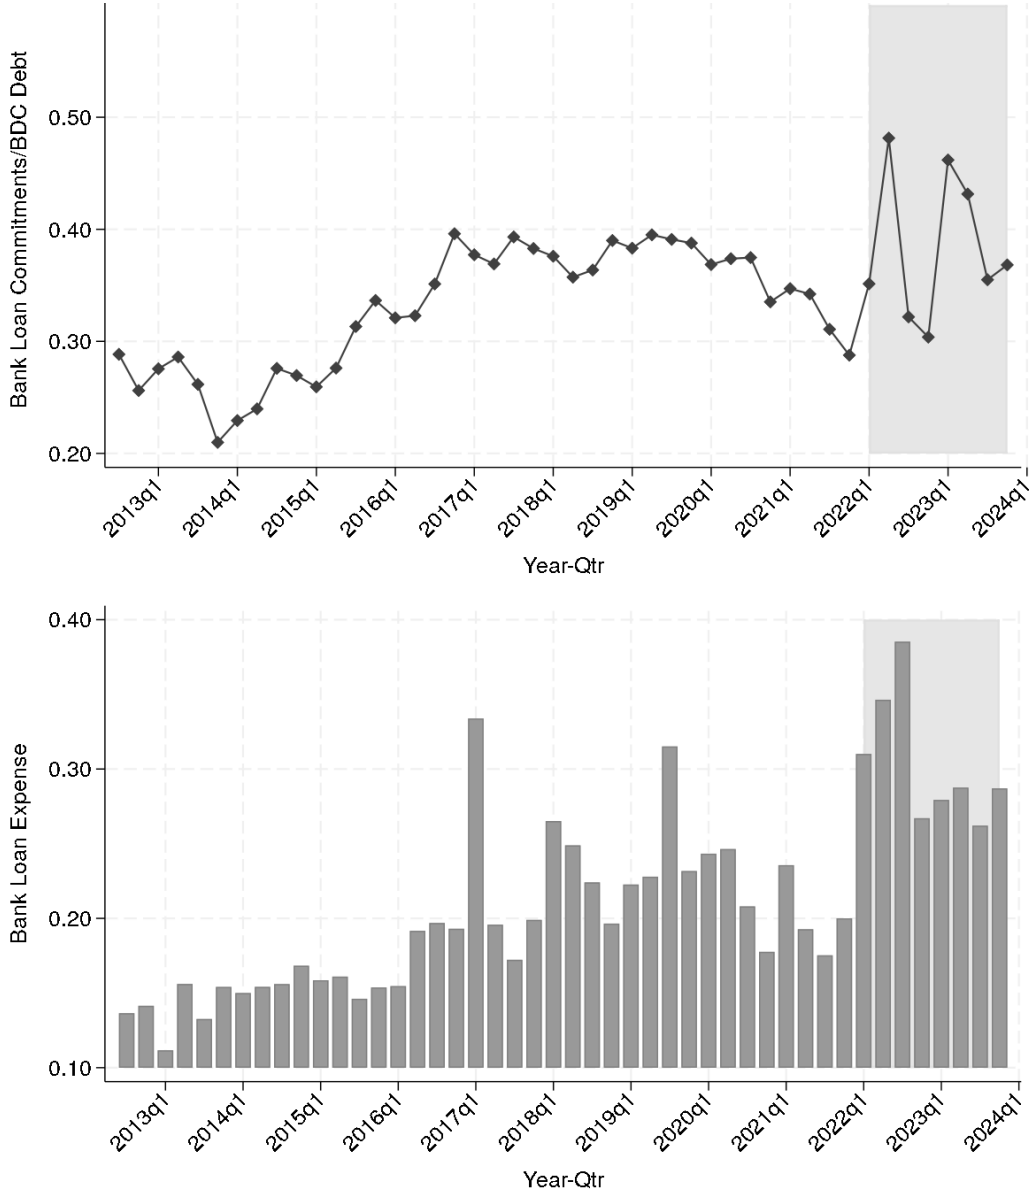 Bank Loan Commitments/BDC Debt
0.50
0.40
0.30
0.20
2013q1
2014q1
2015q1
2016q1
2017q1
2018q1
2019q1
2020q1
2021q1
2022q1
2023q1
2024q1
Year-Qtr
Bank Loan Expense
0.40
0.30
0.20
0.10
2013q1
2014q1
2015q1
2016q1
2017q1
2018q1
2019q1
2020q1
2021q1
2022q1
2023q1
2024q1
Year-Qtr